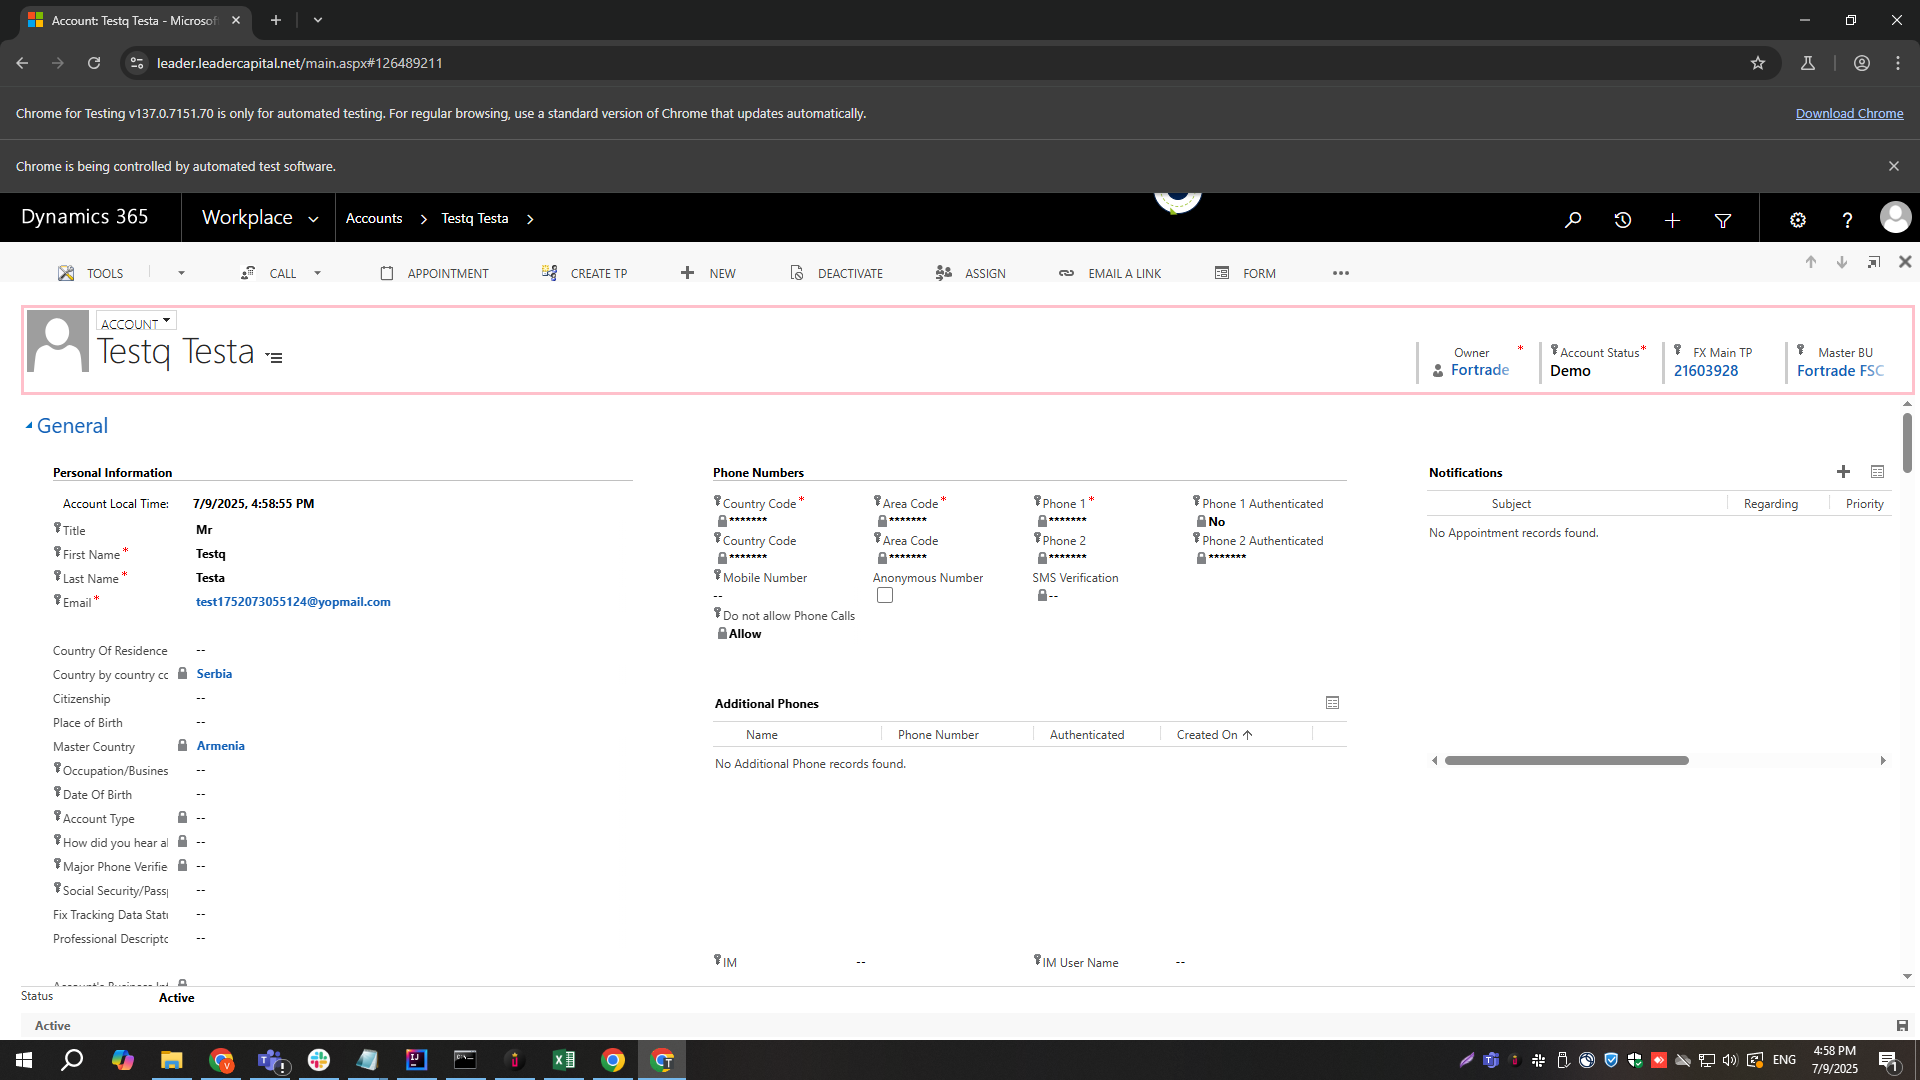 Account: Testq Testa - Microsof
leader.leadercapital.net/main.aspx#126489211
Chrome for Testing v137.0.7151.70 is only for automated testing. For regular browsing, use a standard version of Chrome that updates automatically.
Download Chrome
Chrome is being controlled by automated test software.
Dynamics 365
Workplace
Accounts
Testq Testa
TOOLS
CALL
APPOINTMENT
CREATE TP
NEW
DEACTIVATE
ASSIGN
EMAIL A LINK
FORM
ACCOUNT
Testq Testa
Owner *
Fortrade
Account Status *
Demo
FX Main TP
21603928
Master BU
Fortrade FSC
General
Personal Information
Account Local Time: 7/9/2025, 4:58:55 PM
Title Mr
First Name * Testq
Last Name * Testa
Email * test1752073055124@yopmail.com
Country Of Residence --
Country by country cc Serbia
Citizenship --
Place of Birth --
Master Country Armenia
Occupation/Busines --
Date Of Birth --
Account Type --
How did you hear a --
Major Phone Verifie --
Social Security/Passp --
Fix Tracking Data Statu --
Professional Descriptc --
Phone Numbers
Country Code * Area Code * Phone 1 * Phone 1 Authenticated
******* ******* ******* No
Country Code Area Code Phone 2 Phone 2 Authenticated
******* ******* ******* *******
Mobile Number Anonymous Number SMS Verification
-- --
Do not allow Phone Calls
Allow
Additional Phones
Name Phone Number Authenticated Created On
No Additional Phone records found.
IM -- IM User Name --
Notifications
Subject Regarding Priority
No Appointment records found.
Status Active
Active
ENG
4:58 PM
7/9/2025
1